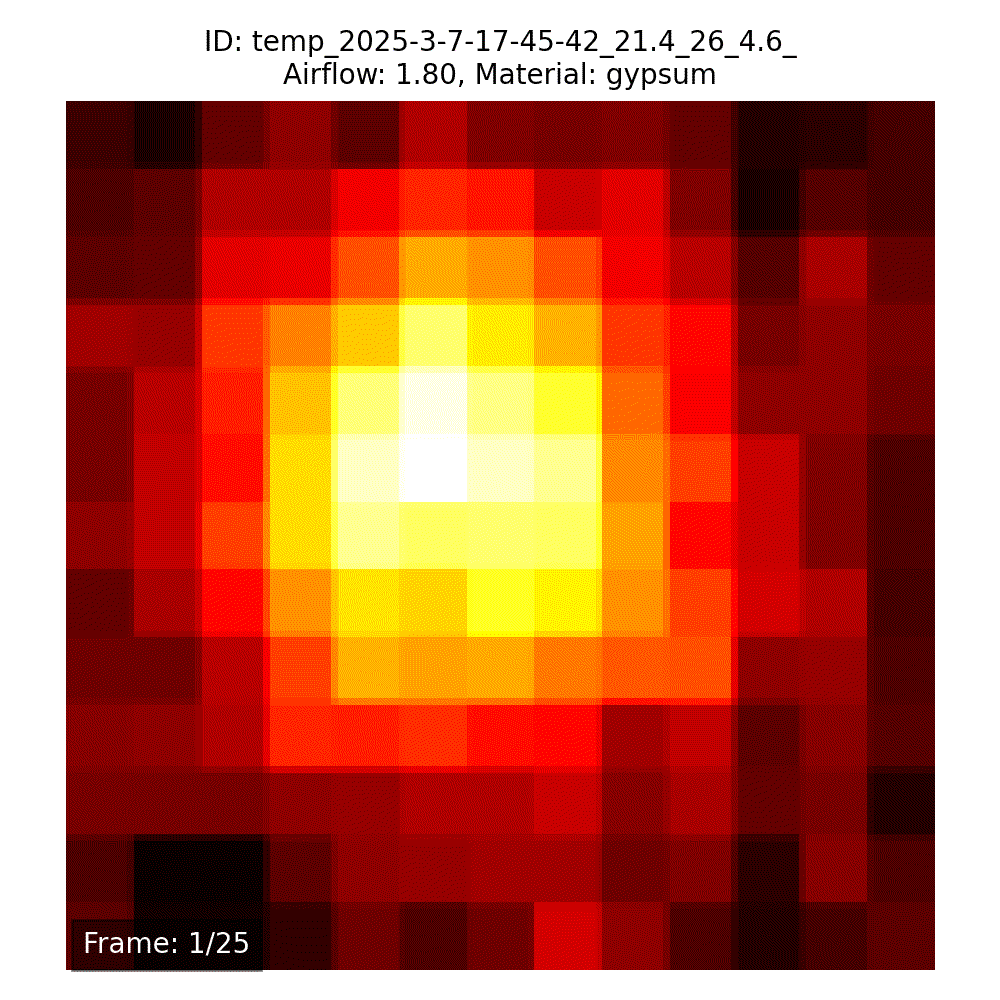 ID: temp_2025-3-7-17-45-42_21.4_26_4.6_
Airflow: 1.80, Material: gypsum
Frame: 1/25